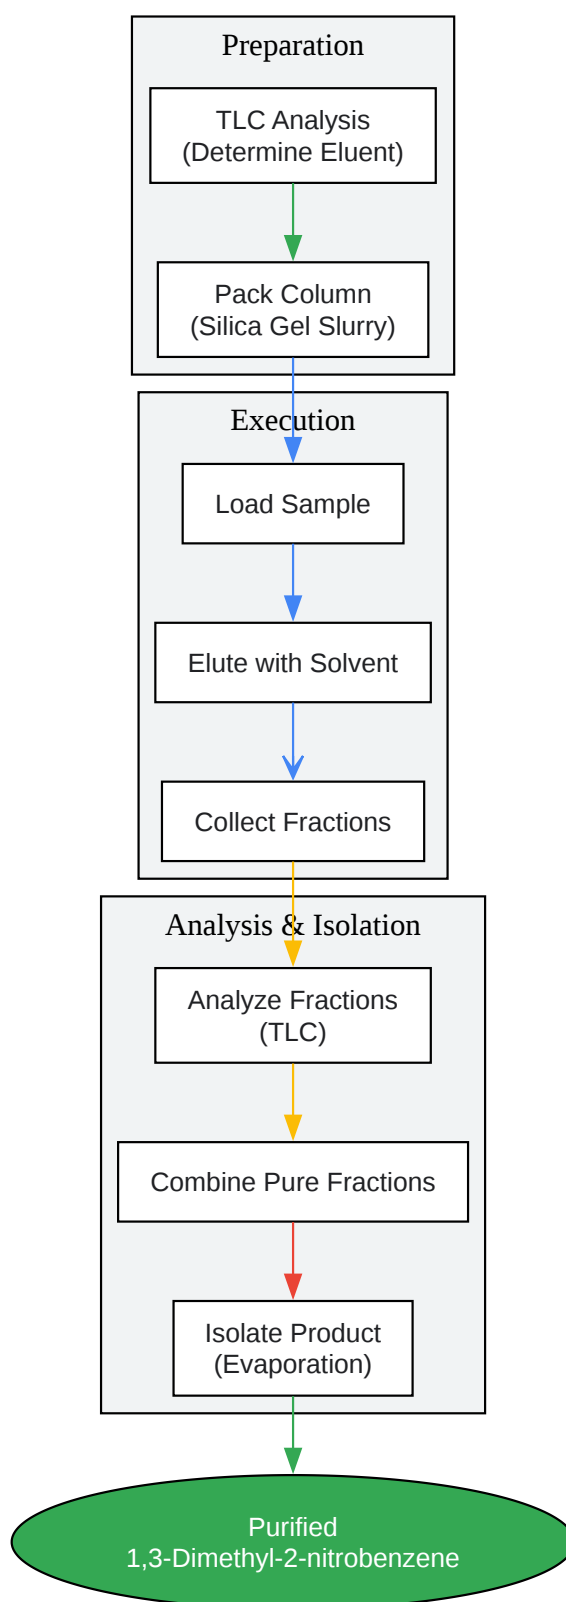 Preparation
TLC Analysis
(Determine Eluent)
Pack Column
(Silica Gel Slurry)
Execution
Load Sample
Elute with Solvent
Collect Fractions
Analysis & Isolation
Analyze Fractions
(TLC)
Combine Pure Fractions
Isolate Product
(Evaporation)
Purified
1,3-Dimethyl-2-nitrobenzene